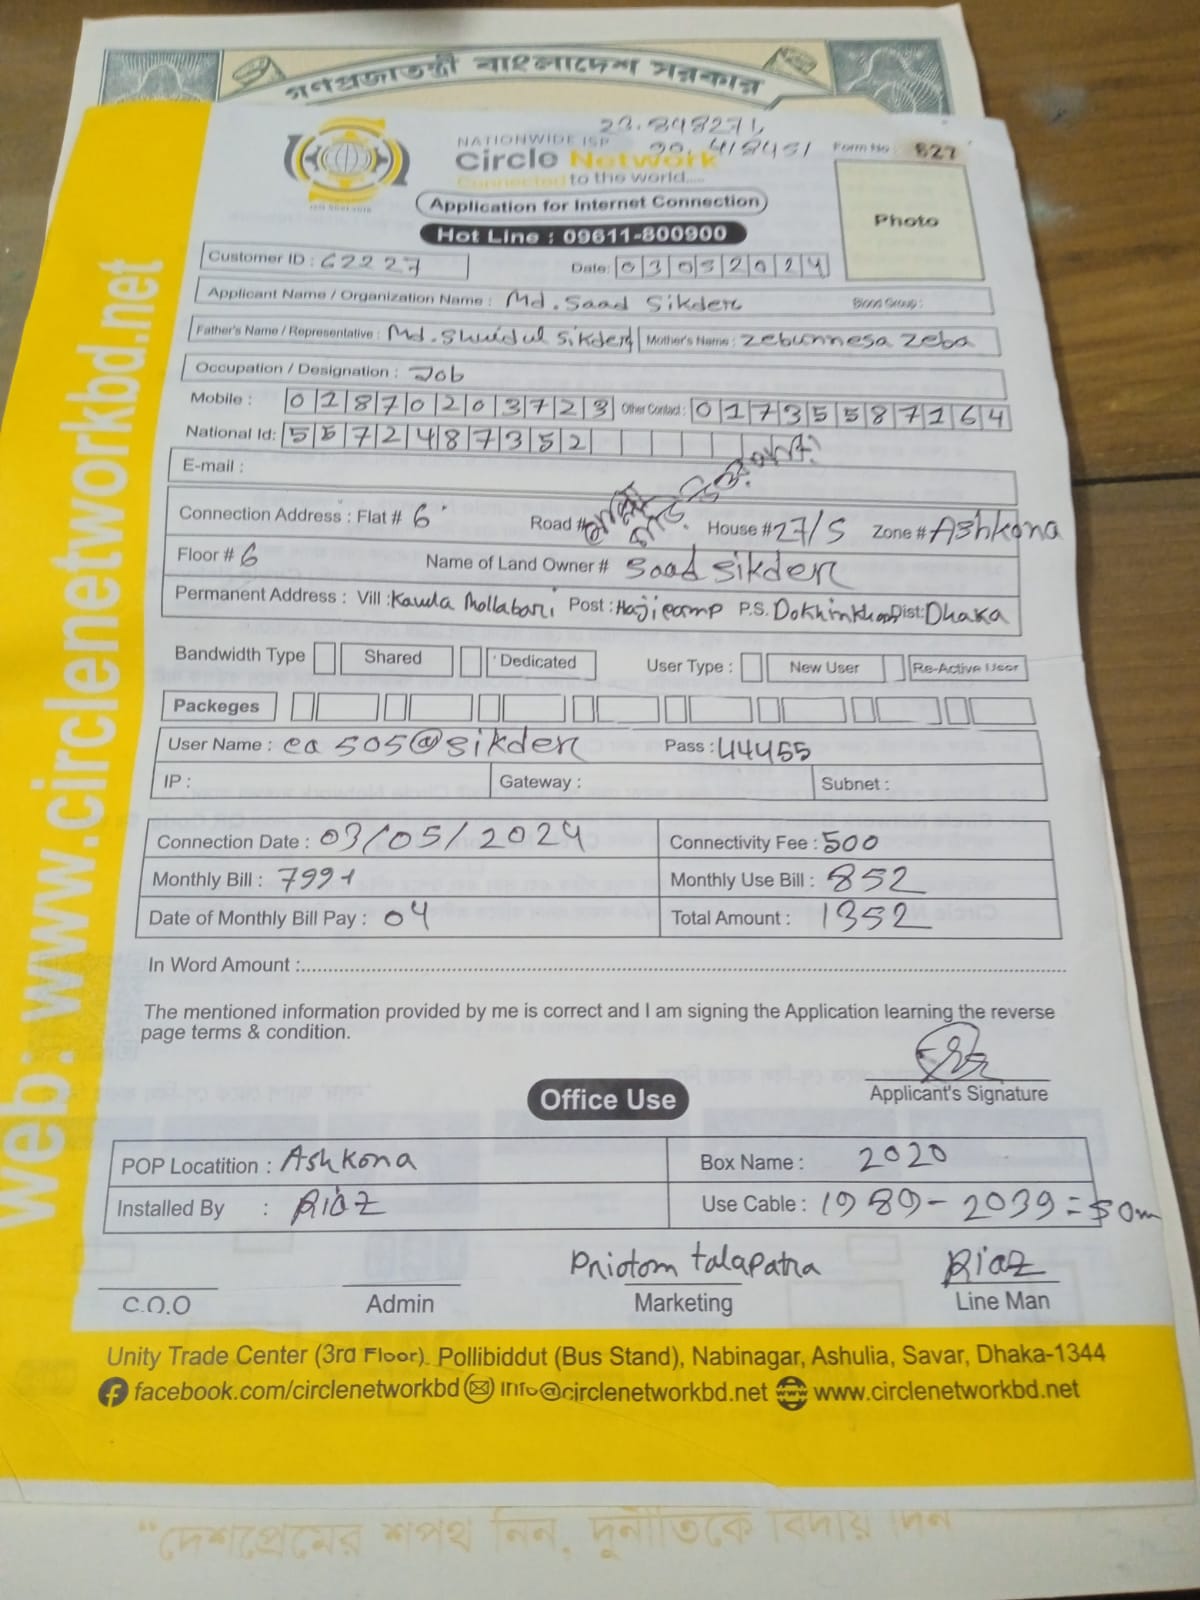 গণপ্রজাতন্ত্রী বাংলাদেশ সরকার
23.848271,
90.418451
NATIONWIDE ISP
Circle Network
Connected to the world.....
Form No : 827
Application for Internet Connection
Photo
Hot Line : 09611-800900
Customer ID : 62227
Date: 03052024
Applicant Name / Organization Name : Md. Saad Sikder Blood Group :
Father's Name / Representative : Md. Shuidul Sikder Mother's Name : Zebunnesa Zeba
Occupation / Designation : Job
Mobile : 01870203723 Other Contact : 01735587164
National Id: 5572487352
E-mail :
Connection Address : Flat # 6 Road # House # 27/5 Zone # Ashkona
Floor # 6 Name of Land Owner # Saad Sikder
Permanent Address : Vill : Kawla Mollabari Post : Hajicamp P.S. Dokhinkhan Dist: Dhaka
Bandwidth Type Shared Dedicated User Type : New User Re-Active User
Packeges
User Name : ca 505@sikder Pass : 44455
IP : Gateway : Subnet :
Connection Date : 03/05/2024 Connectivity Fee : 500
Monthly Bill : 799 Monthly Use Bill : 852
Date of Monthly Bill Pay : 04 Total Amount : 1352
In Word Amount :
The mentioned information provided by me is correct and I am signing the Application learning the reverse
page terms & condition.
Applicant's Signature
Office Use
POP Locatition : Ashkona Box Name : 2020
Installed By : Riaz Use Cable : 1989 - 2039 = 50m
Priotom talapatra Riaz
C.O.O Admin Marketing Line Man
Unity Trade Center (3rd Floor). Pollibiddut (Bus Stand), Nabinagar, Ashulia, Savar, Dhaka-1344
facebook.com/circlenetworkbd info@circlenetworkbd.net www.circlenetworkbd.net
web: www.circlenetworkbd.net
“দেশপ্রেমের শপথ নিন, দুর্নীতিকে বিদায় দিন